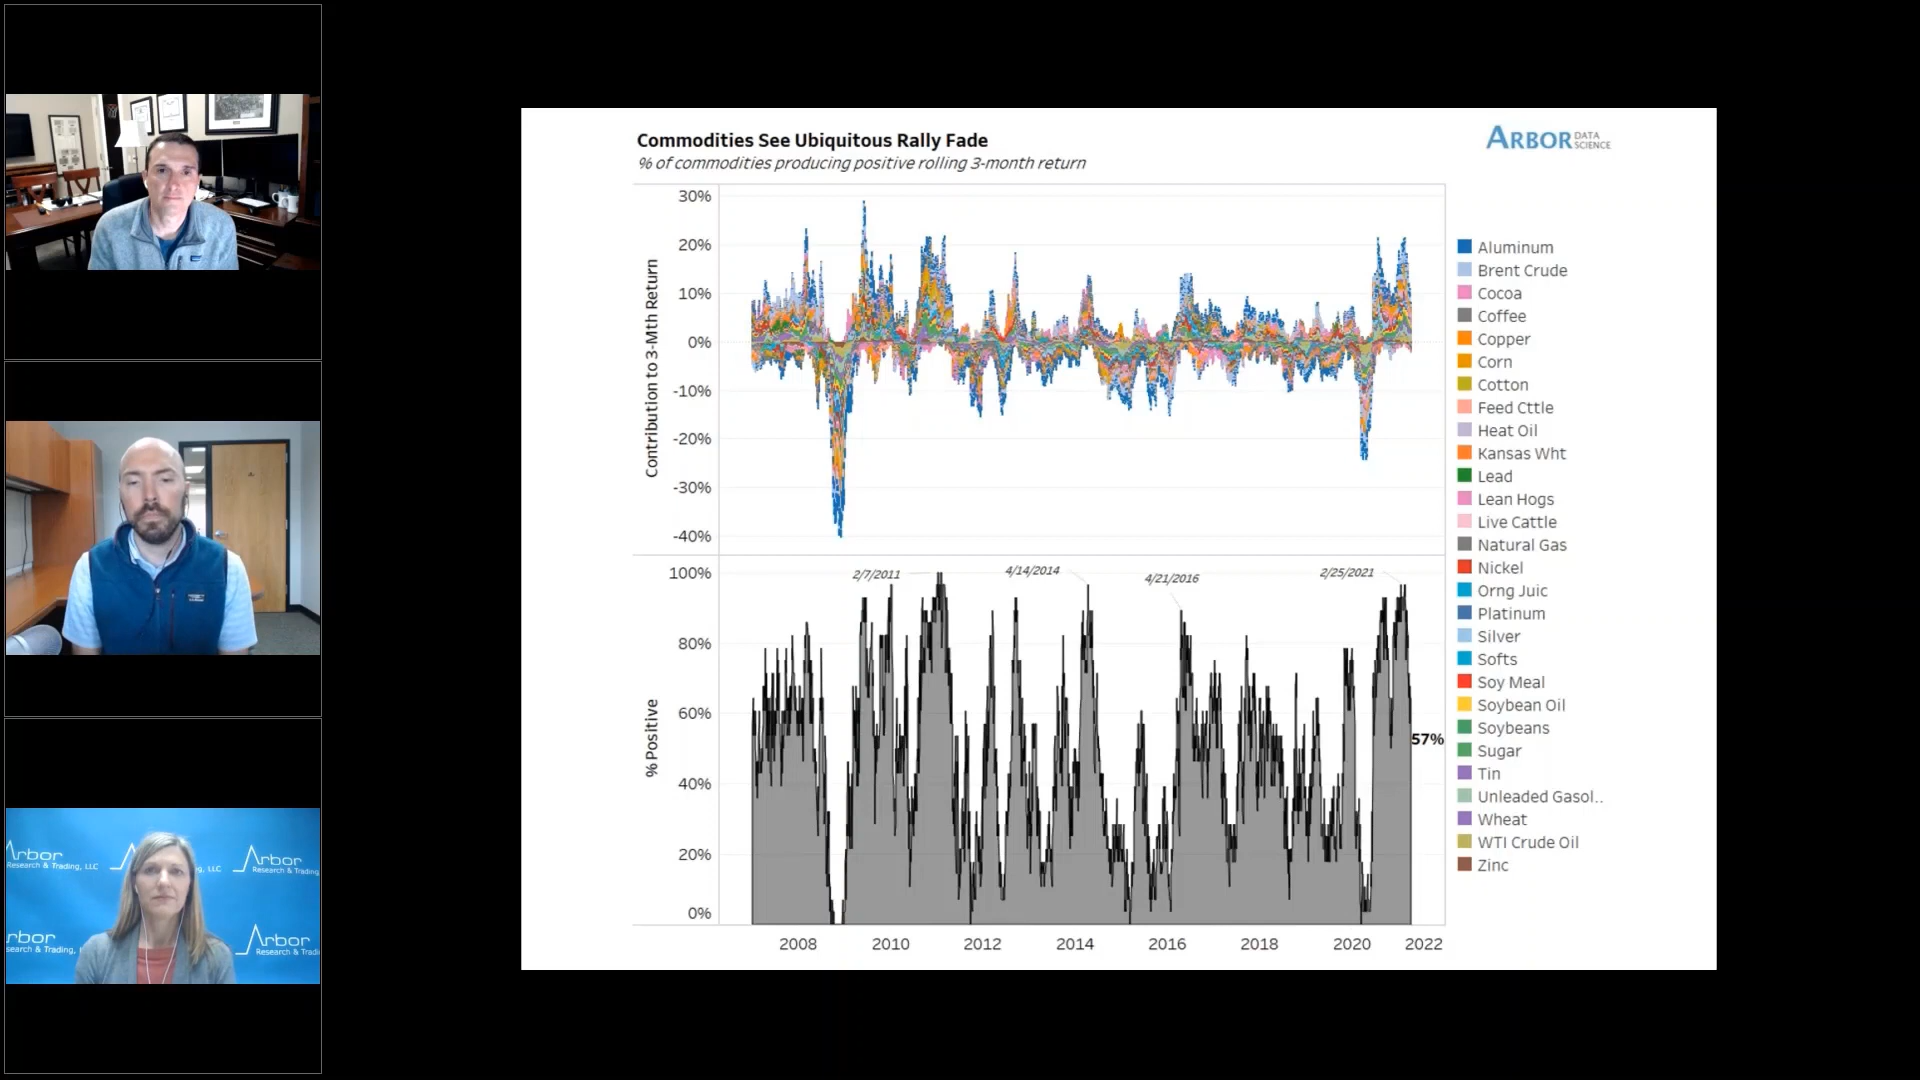 Commodities See Ubiquitous Rally Fade
% of commodities producing positive rolling 3-month return
ARBOR DATA SCIENCE
Contribution to 3-Mth Return
30%
20%
10%
0%
-10%
-20%
-30%
-40%
% Positive
100%
80%
60%
40%
20%
0%
2/7/2011
4/14/2014
4/21/2016
2/25/2021
57%
2008
2010
2012
2014
2016
2018
2020
2022
Aluminum
Brent Crude
Cocoa
Coffee
Copper
Corn
Cotton
Feed Cttle
Heat Oil
Kansas Wht
Lead
Lean Hogs
Live Cattle
Natural Gas
Nickel
Orng Juic
Platinum
Silver
Softs
Soy Meal
Soybean Oil
Soybeans
Sugar
Tin
Unleaded Gasol..
Wheat
WTI Crude Oil
Zinc
Arbor
Research & Trading, LLC
Arbor
Research & Trading
Arbor
Research & Trading